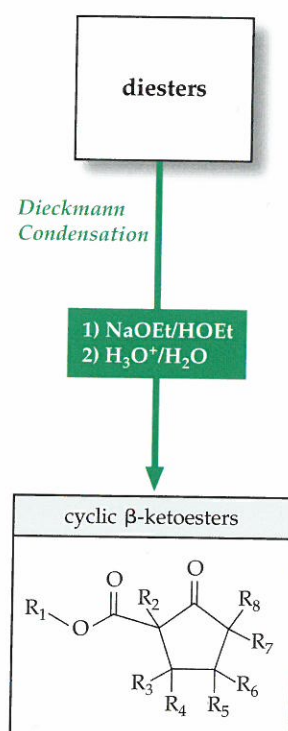 diesters
Dieckmann
Condensation
1) NaOEt/HOEt
2) H₃O⁺/H₂O
cyclic β-ketoesters
O
O
R₁
O
R₂
R₈
R₇
R₃
R₄
R₅
R₆